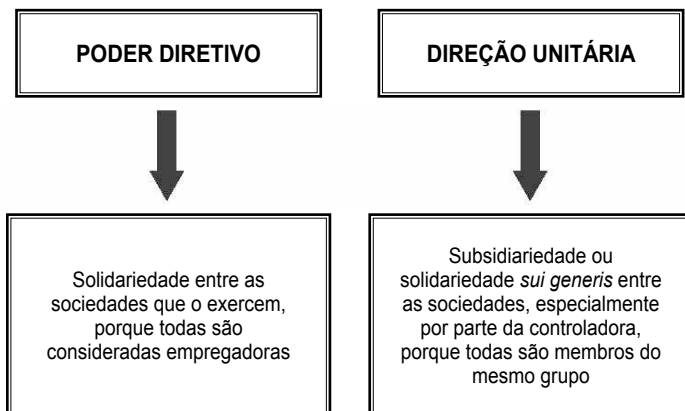 PODER DIRETIVO
DIREÇÃO UNITÁRIA
Solidariedade entre as
sociedades que o exercem,
porque todas são
consideradas empregadoras
Subsidiariedade ou
solidariedade sui generis entre
as sociedades, especialmente
por parte da controladora,
porque todas são membros do
mesmo grupo